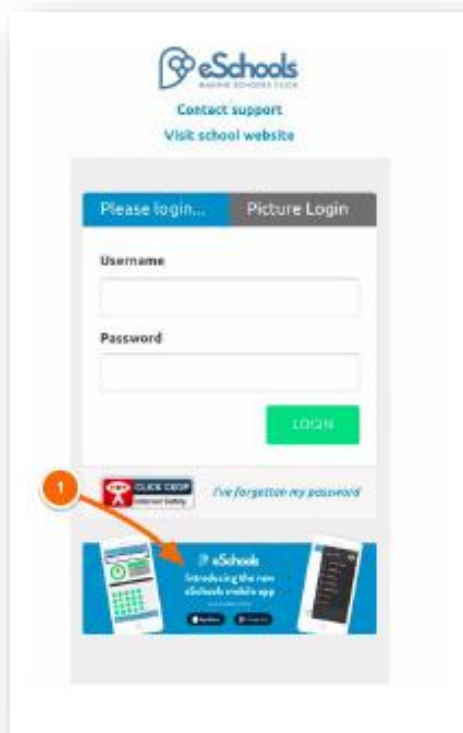 eSchools
MAKING SCHOOLS CLICK
Contact support
Visit school website
Please login... Picture Login
Username
Password
LOGIN
1
CLICK CEOP
Internet Safety
I've forgotten my password
eSchools
Introducing the new
eSchools mobile app